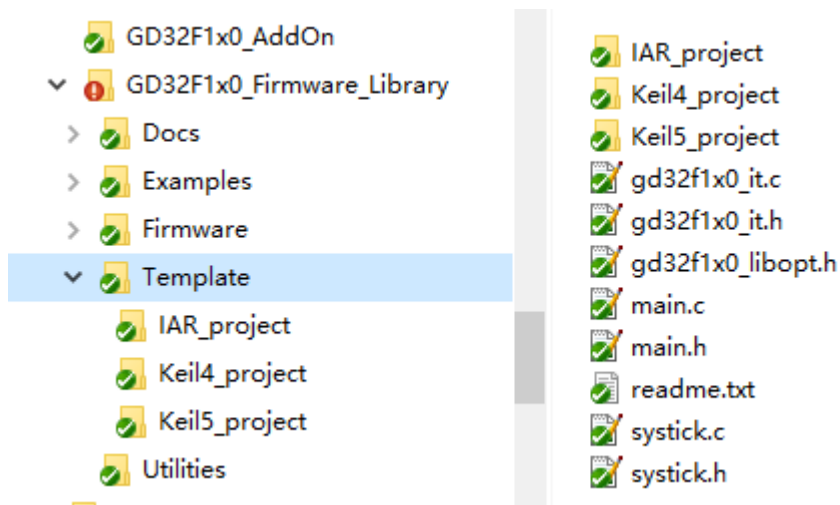 GD32F1x0_AddOn
GD32F1x0_Firmware_Library
Docs
Examples
Firmware
Template
IAR_project
Keil4_project
Keil5_project
Utilities
IAR_project
Keil4_project
Keil5_project
gd32f1x0_it.c
gd32f1x0_it.h
gd32f1x0_libopt.h
main.c
main.h
readme.txt
systick.c
systick.h